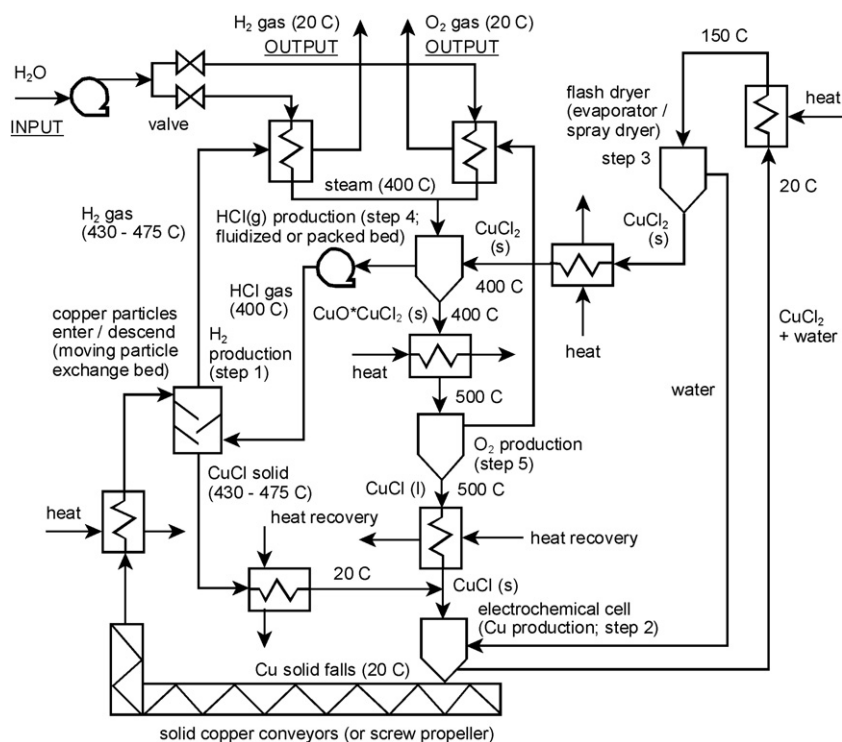 H₂ gas (20 C)
OUTPUT
O₂ gas (20 C)
OUTPUT
150 C
H₂O
INPUT
valve
flash dryer
(evaporator /
spray dryer)
step 3
heat
20 C
steam (400 C)
H₂ gas
(430 - 475 C)
HCl(g) production (step 4;
fluidized or packed bed)
CuCl₂
(s)
CuCl₂
(s)
400 C
HCl gas
(400 C)
CuO*CuCl₂ (s)
400 C
heat
CuCl₂
+ water
copper particles
enter / descend
(moving particle
exchange bed)
H₂
production
(step 1)
heat
500 C
water
O₂ production
(step 5)
CuCl solid
(430 - 475 C)
CuCl (l)
500 C
heat
heat recovery
heat recovery
20 C
CuCl (s)
electrochemical cell
(Cu production; step 2)
Cu solid falls (20 C)
solid copper conveyors (or screw propeller)